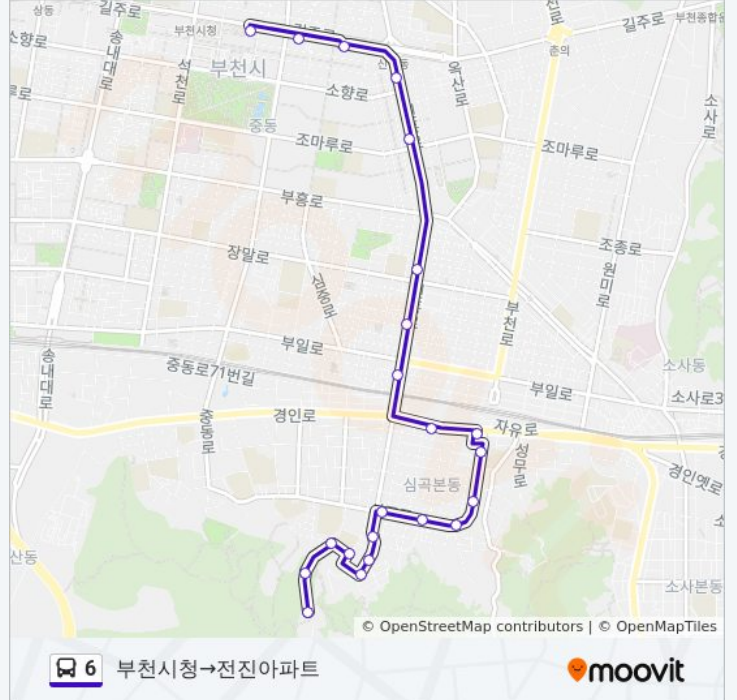 상동
길주로
부천시청
진로
길주로
부천종합운
춘의
소향로
송내대로
석천로
부천시
신
옥산로
중동
소향로
조마루로
조마루로
소사로
부흥로
장말로
조종로
원미로
부천로
부일로
중동로71번길
송내대로
부일로
소사동
소사로3
중동로
경인로
자유로
성무로
심곡본동
경인옛로
산동
소사본동
© OpenStreetMap contributors | © OpenMapTiles
6 부천시청→전진아파트
moovit